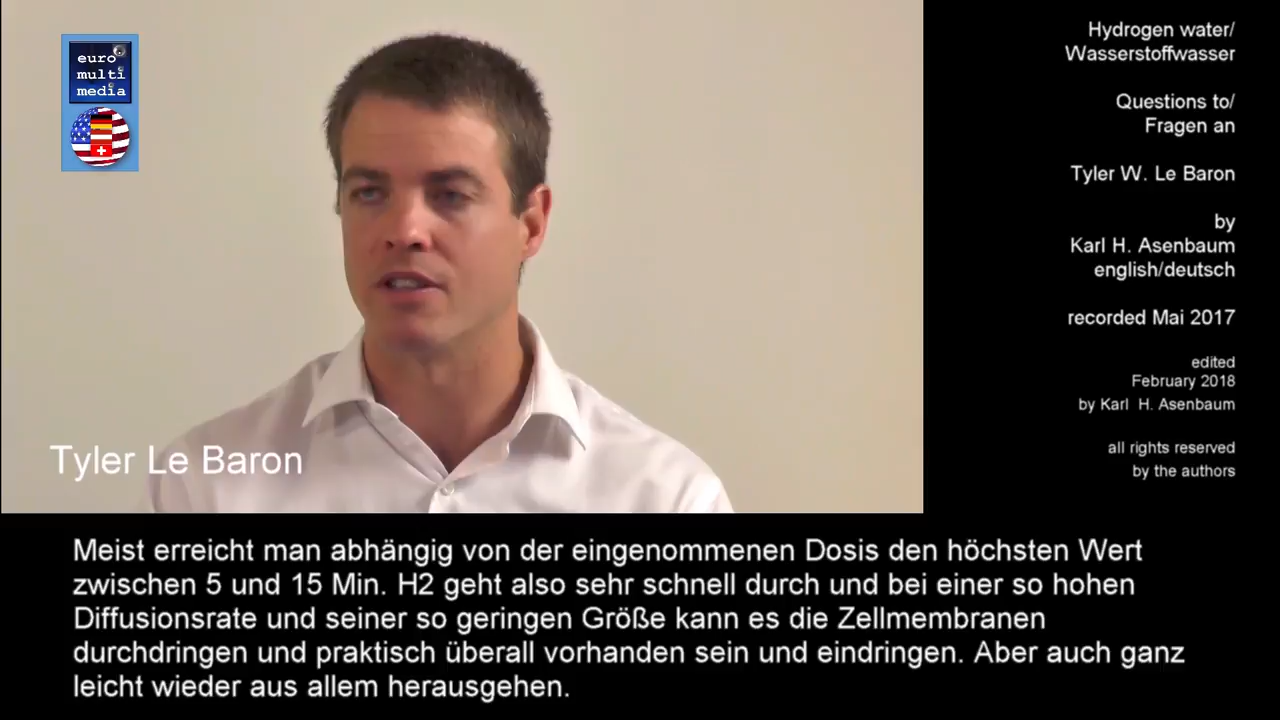 euro
multi
media
Tyler Le Baron
Hydrogen water/
Wasserstoffwasser
Questions to/
Fragen an
Tyler W. Le Baron
by
Karl H. Asenbaum
english/deutsch
recorded Mai 2017
edited
February 2018
by Karl H. Asenbaum
all rights reserved
by the authors
Meist erreicht man abhängig von der eingenommenen Dosis den höchsten Wert
zwischen 5 und 15 Min. H2 geht also sehr schnell durch und bei einer so hohen
Diffusionsrate und seiner so geringen Größe kann es die Zellmembranen
durchdringen und praktisch überall vorhanden sein und eindringen. Aber auch ganz
leicht wieder aus allem herausgehen.